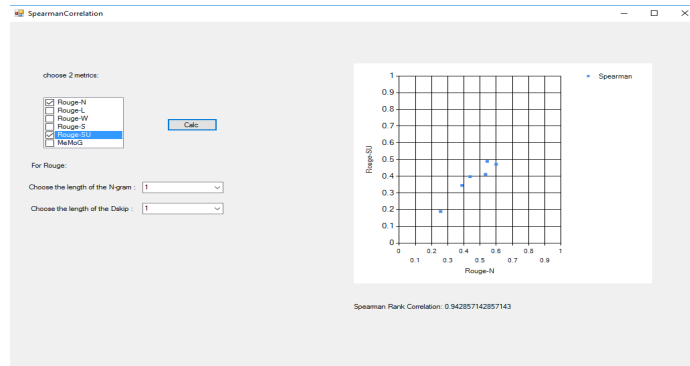 SpearmanCorrelation
choose 2 metrics:
Rouge-N
Rouge-L
Rouge-W
Rouge-S
Rouge-SU
MeMoG
Calc
For Rouge:
Choose the length of the N-gram :
1
Choose the length of the Dskip :
1
1
0.9
0.8
0.7
0.6
0.5
0.4
0.3
0.2
0.1
0
Rouge-SU
0 0.2 0.4 0.6 0.8 1
0.1 0.3 0.5 0.7 0.9
Rouge-N
Spearman
Spearman Rank Correlation: 0.942857142857143